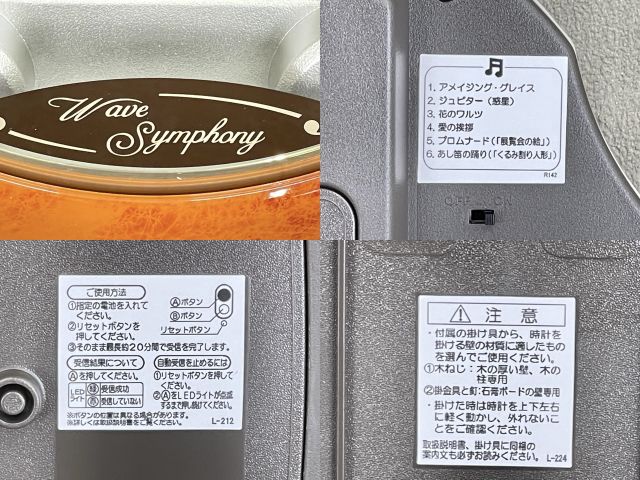 Wave
Symphony
1. アメイジング・グレイス
2. ジュピター（惑星）
3. 花のワルツ
4. 愛の挨拶
5. プロムナード（「展覧会の絵」）
6. あし笛の踊り（「くるみ割り人形」）
R142
OFF ON
ご使用方法
①指定の電池を入れて
ください。
②リセットボタンを
押してください。
③そのまま最長約20分間で受信を完了します。
Ⓐボタン
Ⓑボタン
リセットボタン
受信結果について
Ⓐを押してください。
LED
ライト
緑 受信成功
赤 受信していない
自動受信を止めるには
①リセットボタンを押して
ください。
②ⒶをLEDライトが点滅
するまで押し続けてください。
※ボタンの位置は異なる場合があります。
※詳しくは取扱説明書をご覧ください。
L-212
注意
・付属の掛け具から、時計を
掛ける壁の材質に適したもの
を選んでご使用ください。
①木ねじ：木の厚い壁、木の
柱専用
②掛金具と釘：石膏ボードの壁専用
・掛けた時は時計を上下左右
に軽く動かし、外れないこ
とをご確認ください。
取扱説明書、掛け具に同梱の
案内文も必ずお読みください。
L-224